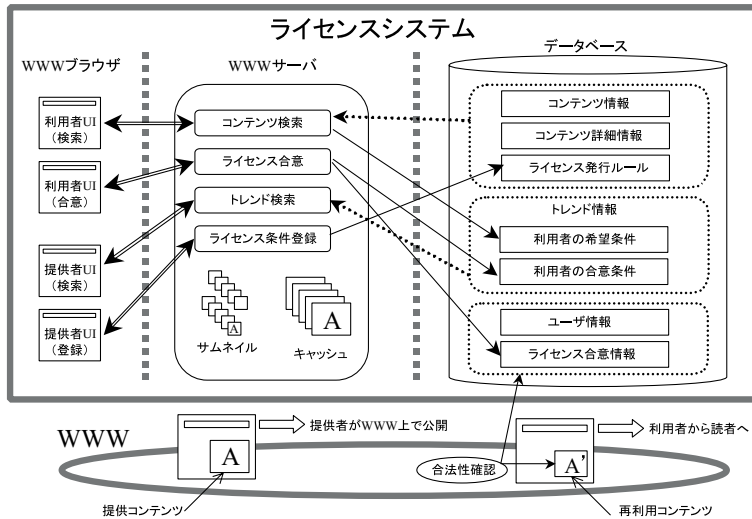 ライセンスシステム
WWWブラウザ
WWWサーバ
データベース
利用者UI
(検索)
利用者UI
(合意)
提供者UI
(検索)
提供者UI
(登録)
コンテンツ検索
ライセンス合意
トレンド検索
ライセンス条件登録
A
サムネイル
A
キャッシュ
コンテンツ情報
コンテンツ詳細情報
ライセンス発行ルール
トレンド情報
利用者の希望条件
利用者の合意条件
ユーザ情報
ライセンス合意情報
WWW
A
提供者がWWW上で公開
提供コンテンツ
合法性確認
A'
利用者から読者へ
再利用コンテンツ